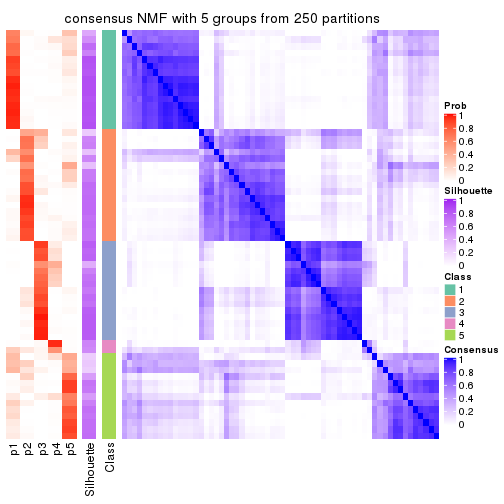 consensus NMF with 5 groups from 250 partitions
Prob
1
0.8
0.6
0.4
0.2
0
Silhouette
1
0.8
0.6
0.4
0.2
0
Class
1
2
3
4
5
Consensus
1
0.8
0.6
0.4
0.2
0
p1
p2
p3
p4
p5
Silhouette
Class